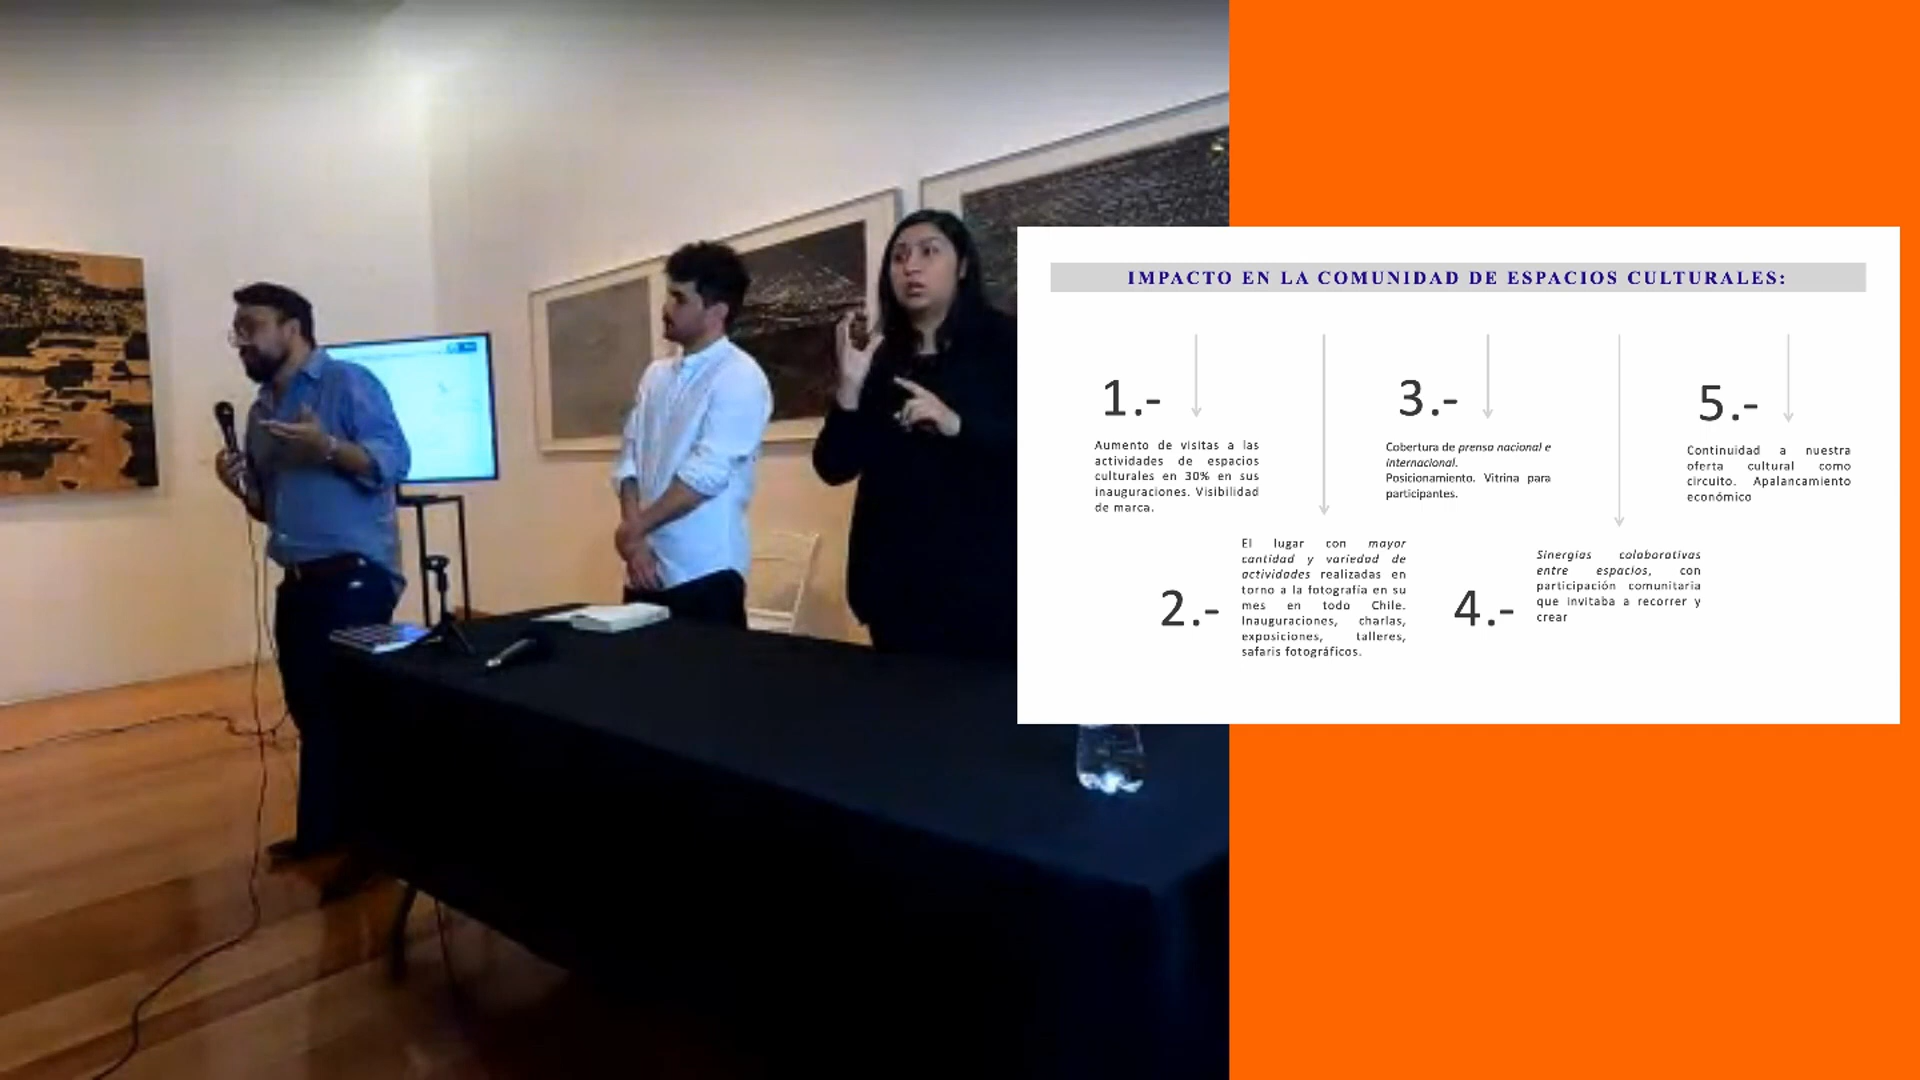 IMPACTO EN LA COMUNIDAD DE ESPACIOS CULTURALES:
1.-
Aumento de visitas a las
actividades de espacios
culturales en 30% en sus
inauguraciones. Visibilidad
de marca.
2.-
El lugar con mayor
cantidad y variedad de
actividades realizadas en
torno a la fotografía en su
mes en todo Chile.
Inauguraciones, charlas,
exposiciones, talleres,
safaris fotográficos.
3.-
Cobertura de prensa nacional e
internacional.
Posicionamiento. Vitrina para
participantes.
4.-
Sinergias colaborativas
entre espacios, con
participación comunitaria
que invitaba a recorrer y
crear
5.-
Continuidad a nuestra
oferta cultural como
circuito. Apalancamiento
económico